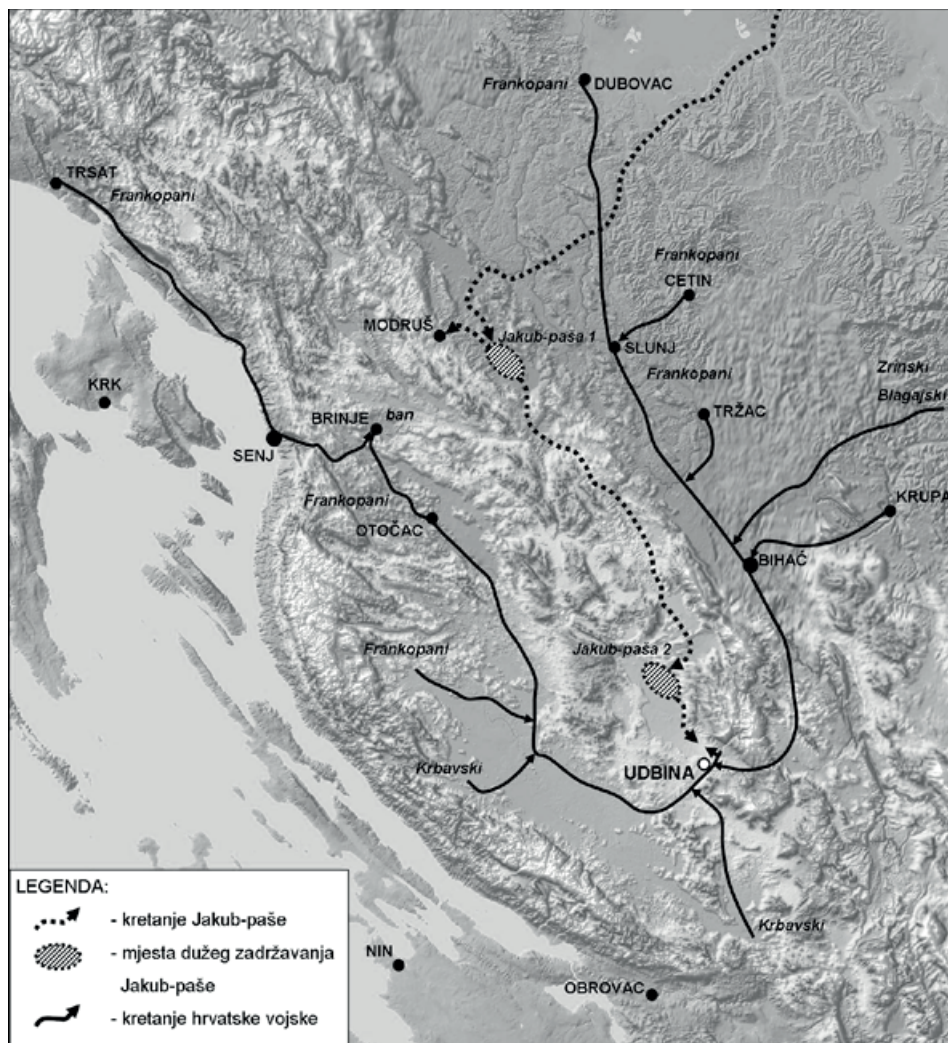 Frankopani
DUBOVAC
TRSAT
Frankopani
Frankopani
CETIN
MODRUŠ
Jakub-paša 1
SLUNJ
Frankopani
Zrinski
Blagajski
KRK
TRŽAC
BRINJE
ban
SENJ
KRUPA
Frankopani
OTOČAC
BIHAĆ
Frankopani
Jakub-paša 2
Krbavski
UDBINA
Krbavski
NIN
OBROVAC
LEGENDA:
- kretanje Jakub-paše
- mjesta dužeg zadržavanja
Jakub-paše
- kretanje hrvatske vojske